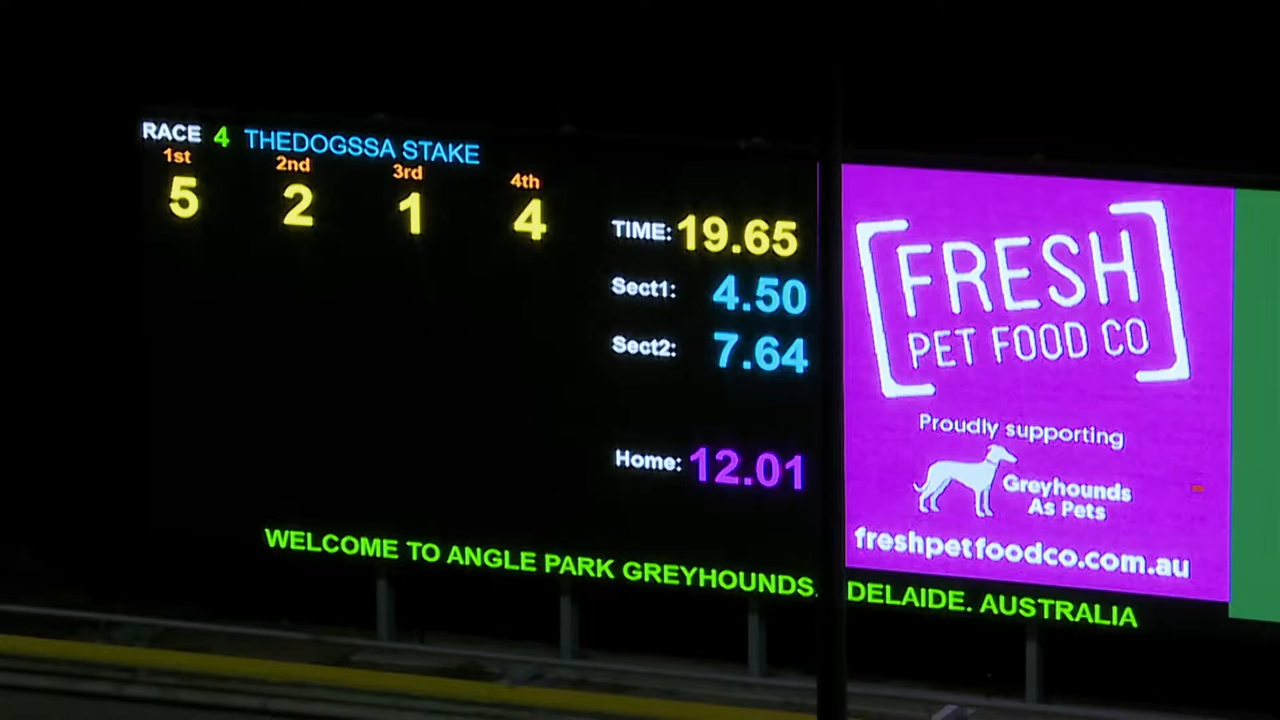 RACE 4 THEDOGSSA STAKE
1st 2nd 3rd 4th
5 2 1 4
TIME: 19.65
Sect1: 4.50
Sect2: 7.64
Home: 12.01
FRESH
PET FOOD CO
Proudly supporting
Greyhounds
As Pets
freshpetfoodco.com.au
WELCOME TO ANGLE PARK GREYHOUNDS. DELAIDE. AUSTRALIA